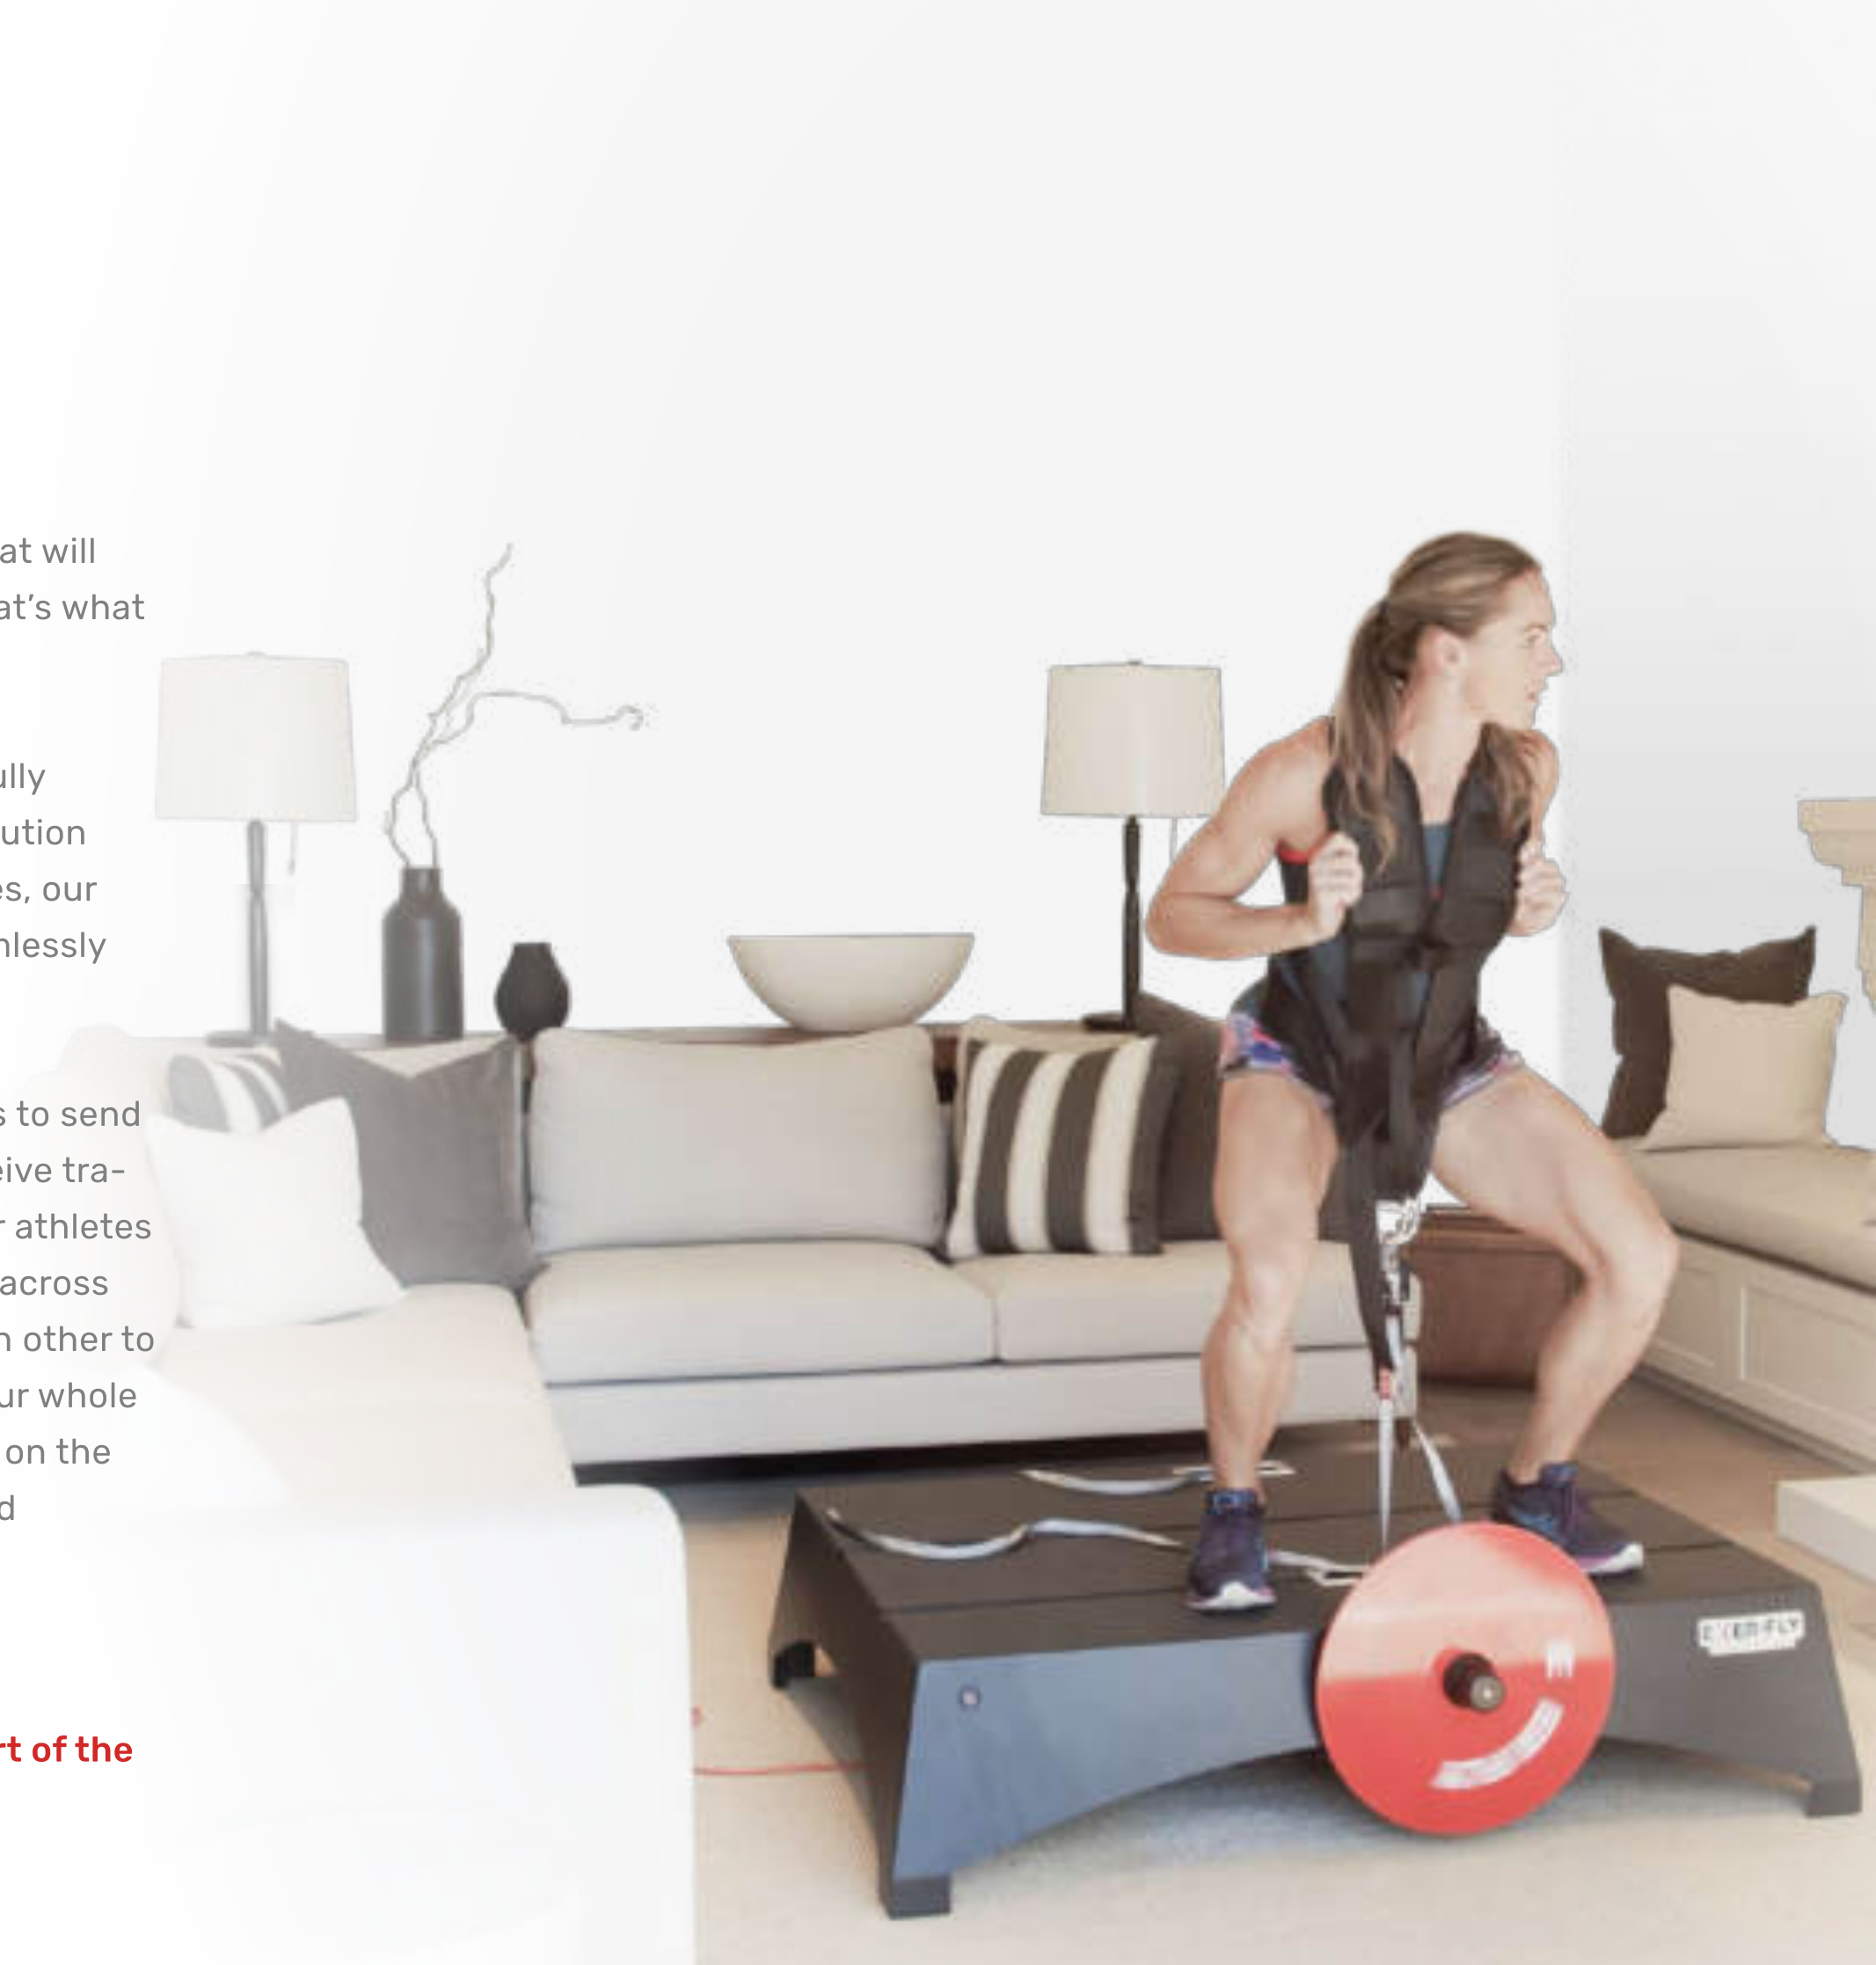 at will
at’s what
ully
ution
es, our
nlessly
s to send
eive tra-
r athletes
across
n other to
ur whole
on the
d
rt of the